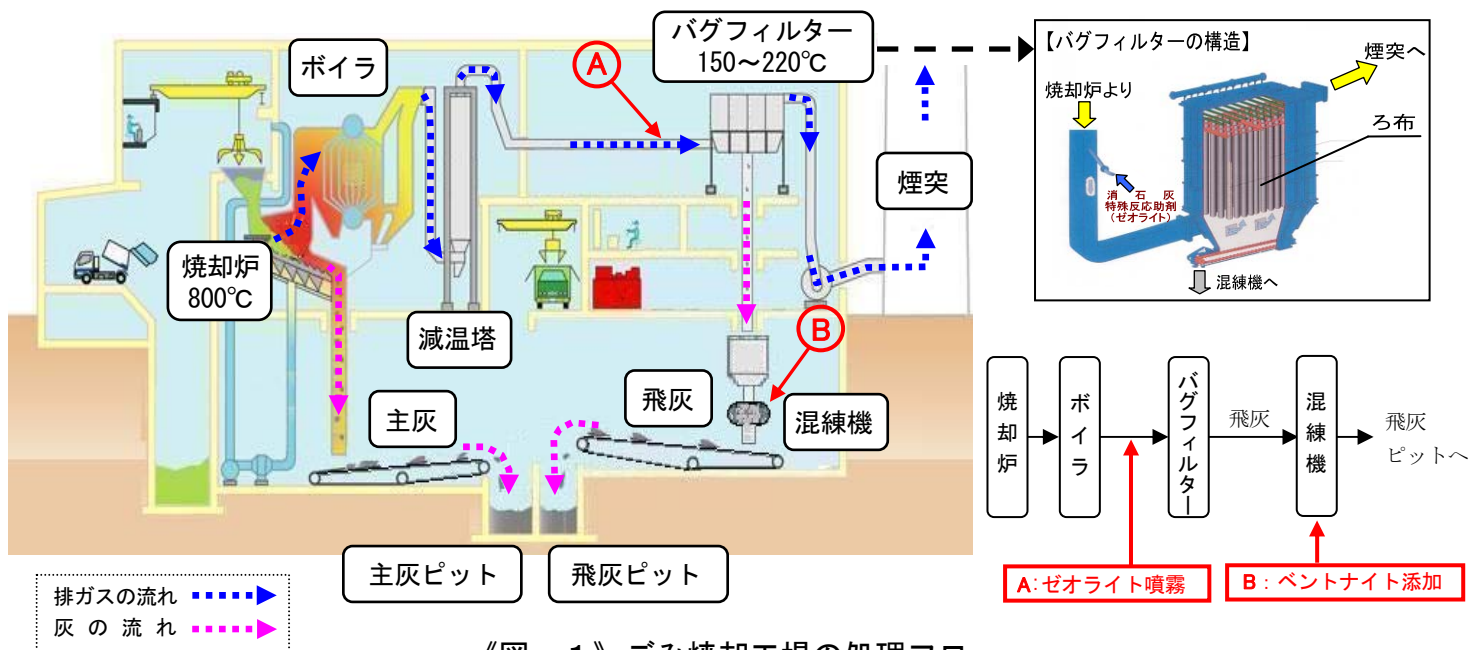 バグフィルター
150～220℃
ボイラ
A
煙突
焼却炉
800℃
減温塔
B
主灰
飛灰
混練機
主灰ピット
飛灰ピット
排ガスの流れ
灰 の 流 れ
【バグフィルターの構造】
煙突へ
焼却炉より
ろ布
消 石 灰
特殊反応助剤
(ゼオライト)
混練機へ
焼却炉
ボイラ
バグフィルター
飛灰
混練機
飛灰
ピットへ
A:ゼオライト噴霧
B：ベントナイト添加